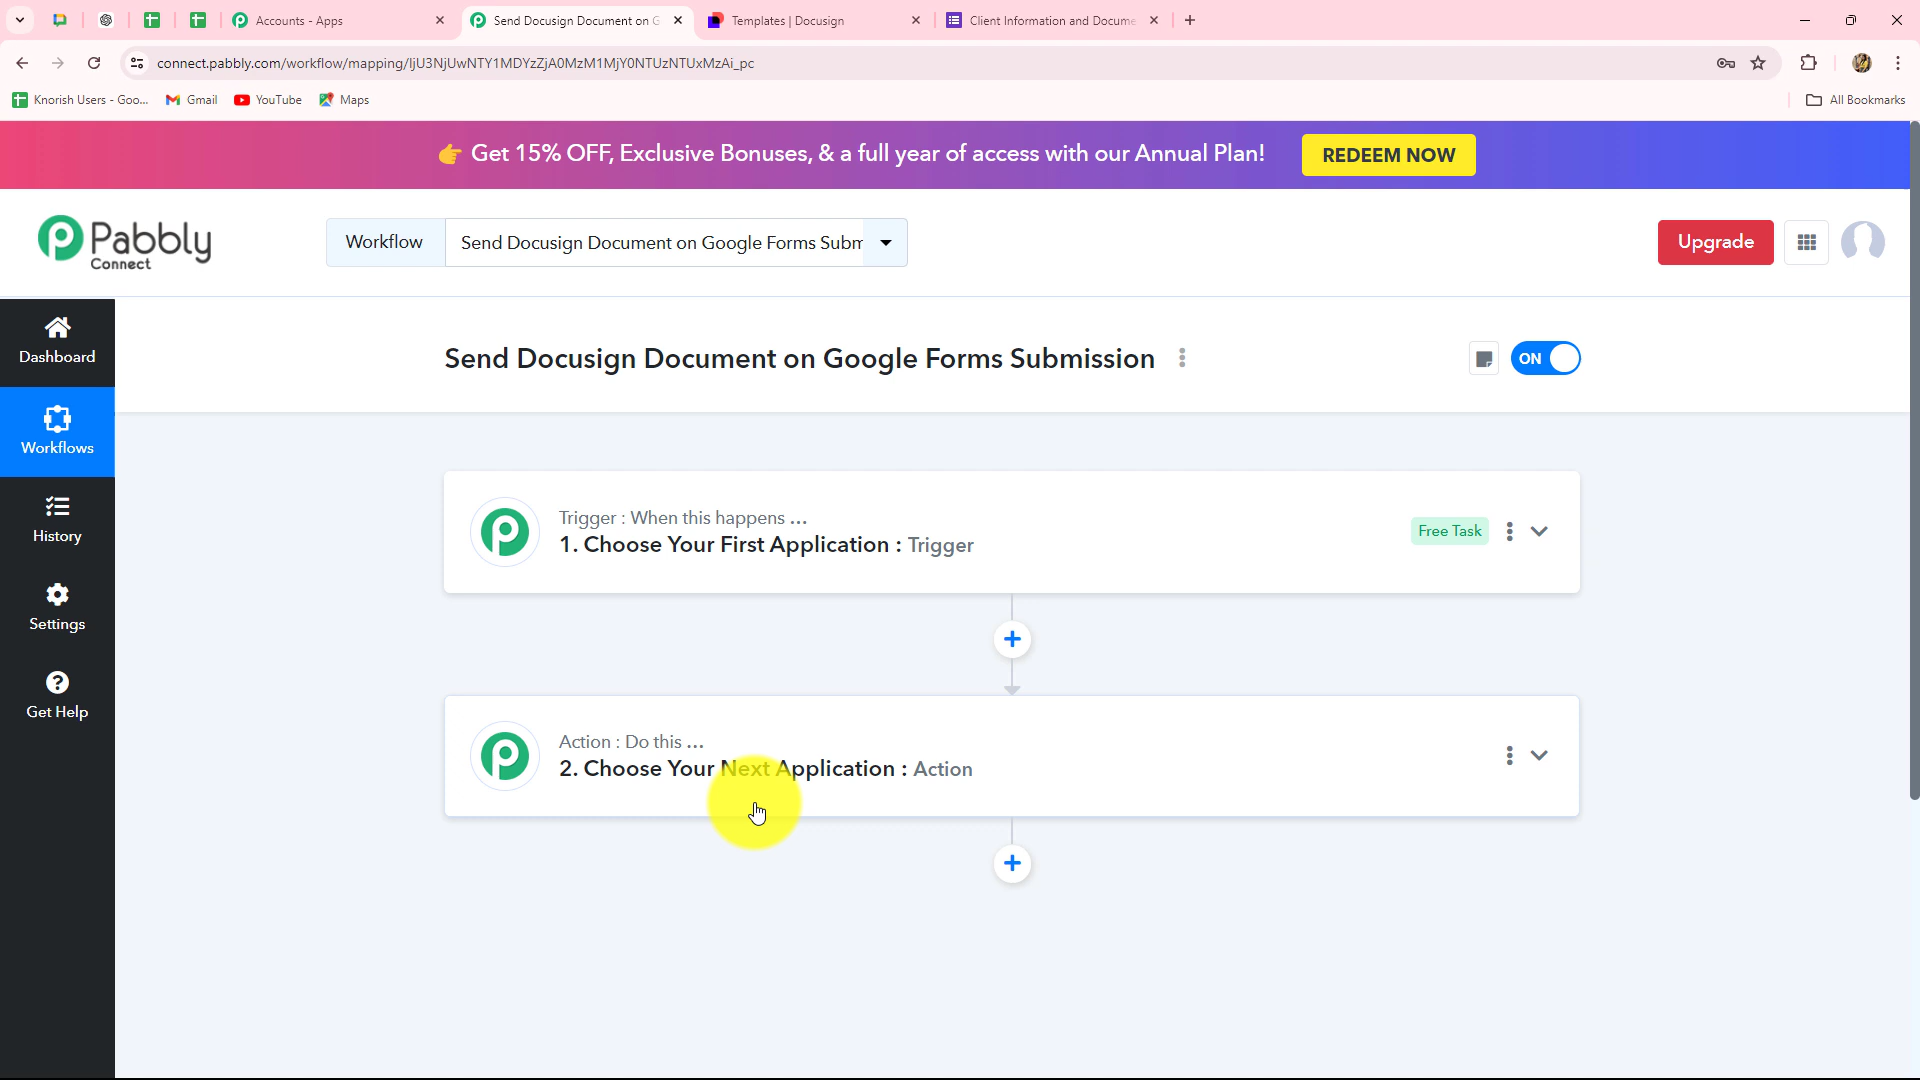 Accounts - Apps
Send Docusign Document on G
Templates | Docusign
Client Information and Docume
connect.pabbly.com/workflow/mapping/IjU3NjUwNTY1MDYzZjA0MzM1MjY0NTUzNTUxMzAi_pc
Knorish Users - Goo...
Gmail
YouTube
Maps
All Bookmarks
Get 15% OFF, Exclusive Bonuses, & a full year of access with our Annual Plan!
REDEEM NOW
Pabbly
Connect
Workflow
Send Docusign Document on Google Forms Subm
Upgrade
Dashboard
Workflows
History
Settings
Get Help
Send Docusign Document on Google Forms Submission
ON
Trigger : When this happens ...
1. Choose Your First Application : Trigger
Free Task
Action : Do this ...
2. Choose Your Next Application : Action